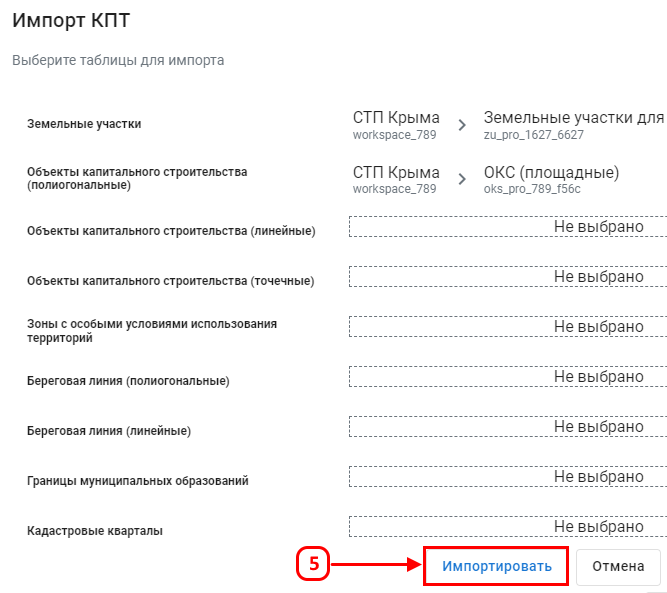 Импорт КПТ
Выберите таблицы для импорта
Земельные участки
СТП Крыма
workspace_789
Земельные участки для
zu_pro_1627_6627
Объекты капитального строительства
(полиогональные)
СТП Крыма
workspace_789
ОКС (площадные)
oks_pro_789_f56c
Объекты капитального строительства (линейные)
Не выбрано
Объекты капитального строительства (точечные)
Не выбрано
Зоны с особыми условиями использования
территорий
Не выбрано
Береговая линия (полиогональные)
Не выбрано
Береговая линия (линейные)
Не выбрано
Границы муниципальных образований
Не выбрано
Кадастровые кварталы
Не выбрано
5
Импортировать
Отмена